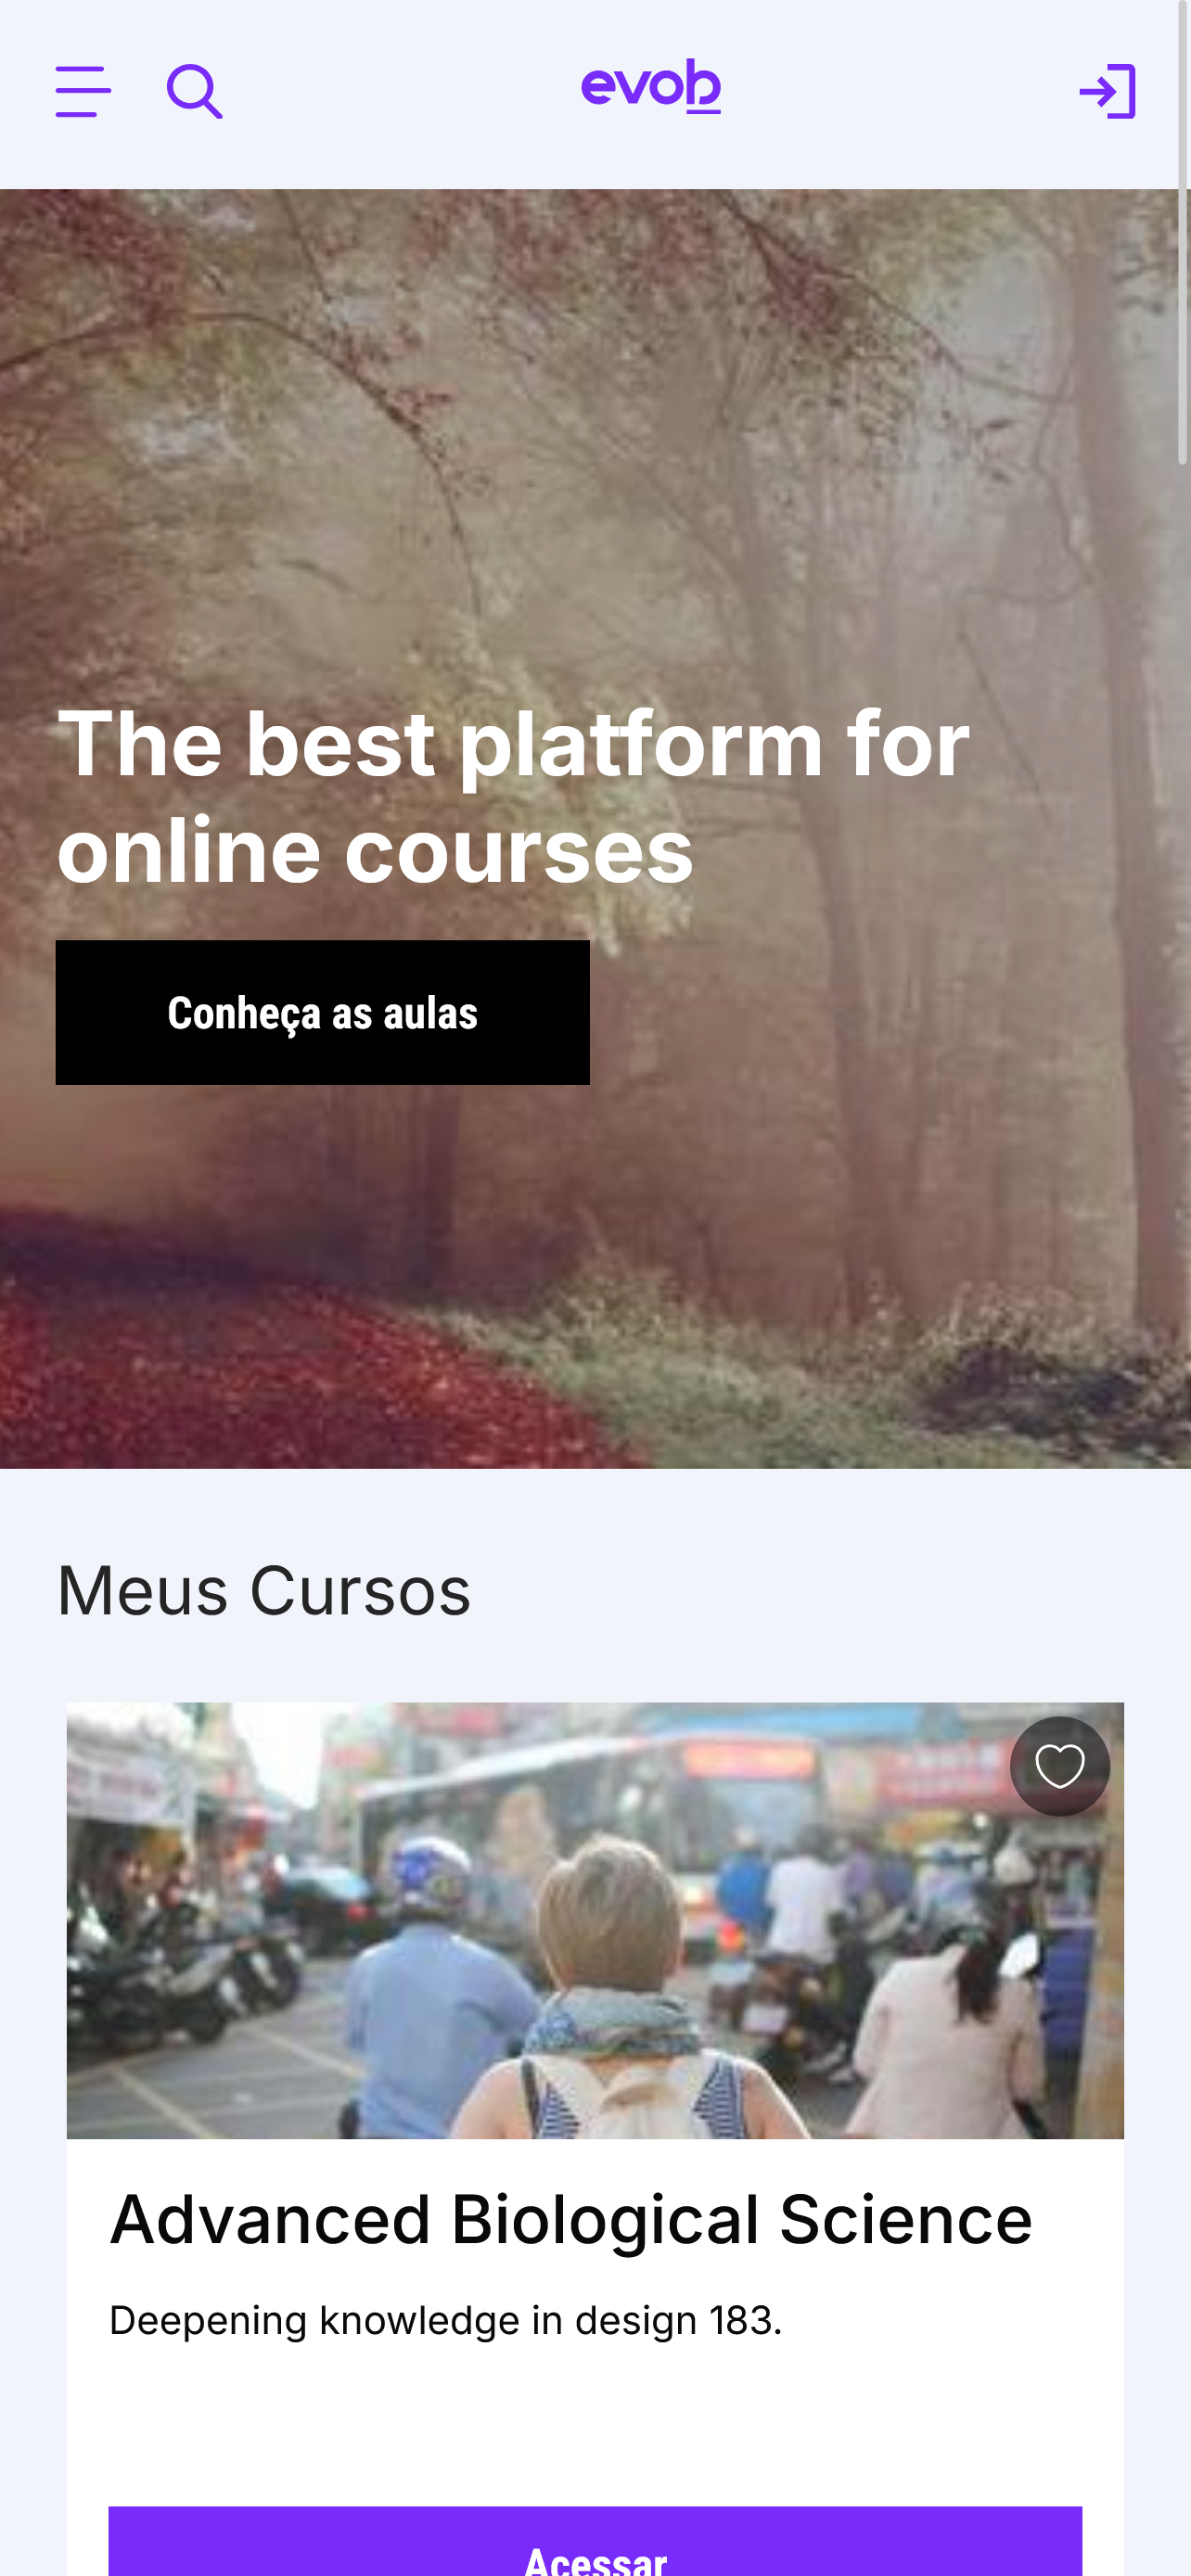 evob
The best platform for
online courses
Conheça as aulas
Meus Cursos
Advanced Biological Science
Deepening knowledge in design 183.
Acessar